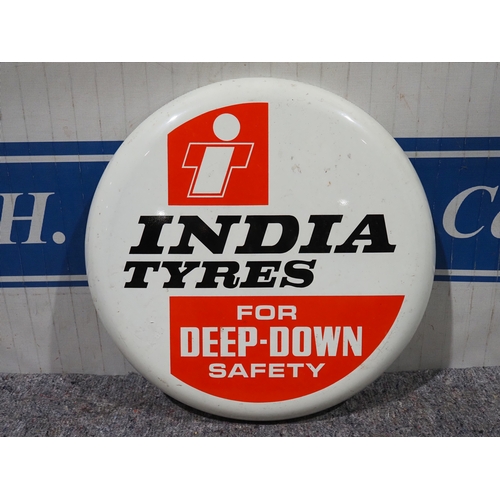 INDIA
TYRES
FOR
DEEP-DOWN
SAFETY
H.